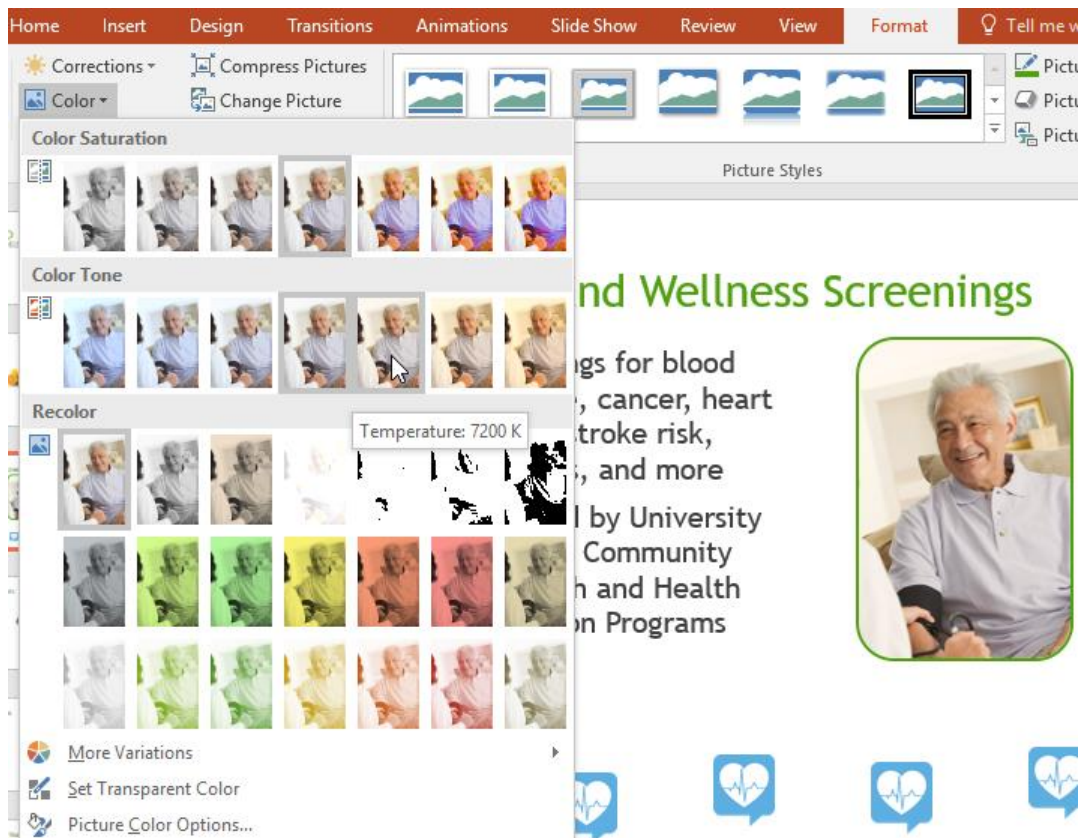 Home Insert Design Transitions Animations Slide Show Review View Format Tell me
Corrections Compress Pictures
Color Change Picture
Color Saturation
Picture Styles
Color Tone
Temperature: 7200 K
Recolor
More Variations
Set Transparent Color
Picture Color Options...
nd Wellness Screenings
gs for blood
, cancer, heart
troke risk,
, and more
by University
Community
h and Health
n Programs